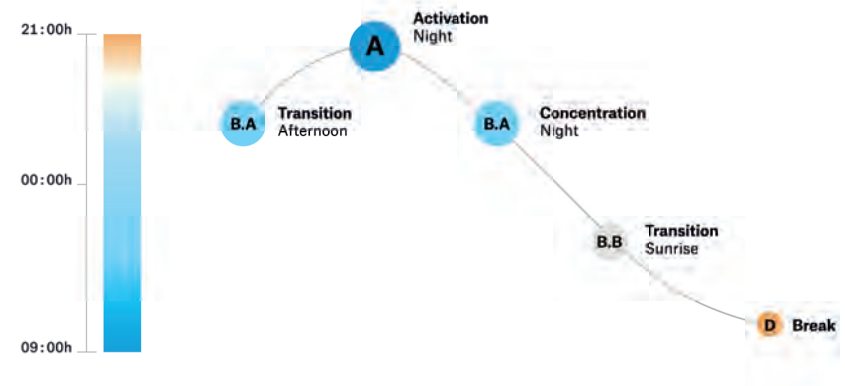 21:00h
00:00h
09:00h
A
Activation
Night
B.A
Transition
Afternoon
B.A
Concentration
Night
B.B
Transition
Sunrise
D
Break